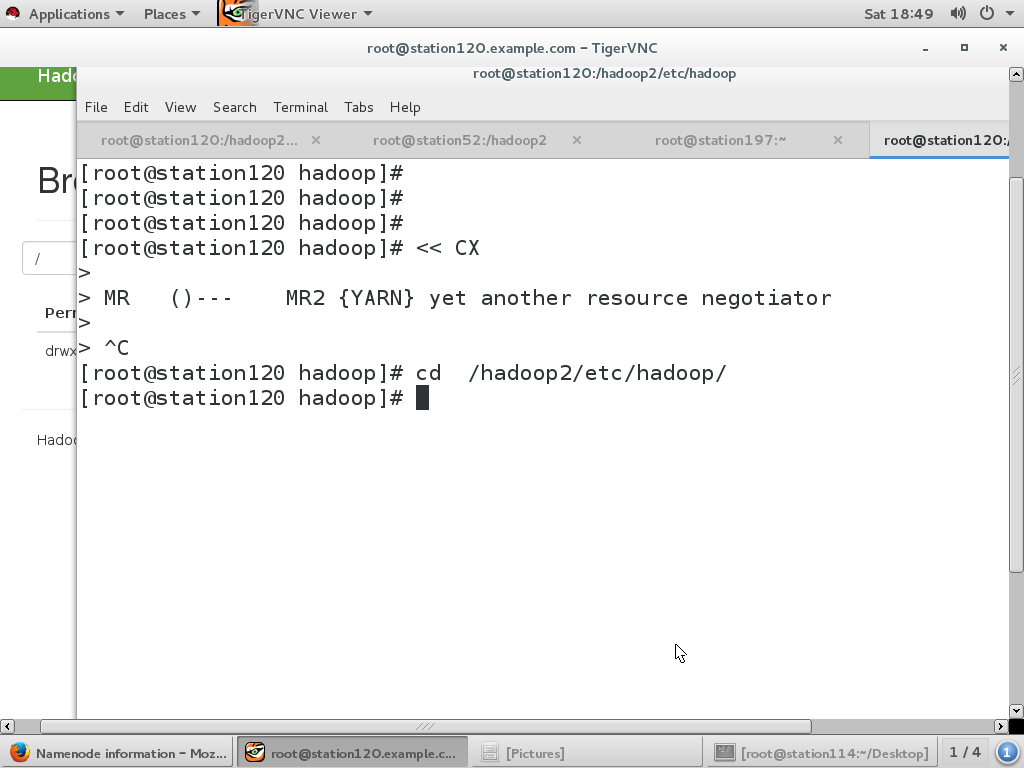 Applications Places TigerVNC Viewer Sat 18:49
root@station120.example.com – TigerVNC
root@station120:/hadoop2/etc/hadoop
File Edit View Search Terminal Tabs Help
root@station120:/hadoop2... × root@station52:/hadoop2 × root@station197:~ × root@station120:/
[root@station120 hadoop]#
[root@station120 hadoop]#
[root@station120 hadoop]#
[root@station120 hadoop]# << CX
>
> MR   ()---    MR2 {YARN} yet another resource negotiator
>
> ^C
[root@station120 hadoop]# cd  /hadoop2/etc/hadoop/
[root@station120 hadoop]#
Hado
Br
/
Per
drwx
Hadoo
Namenode information – Moz... root@station120.example.c... [Pictures] [root@station114:~/Desktop] 1 / 4 1